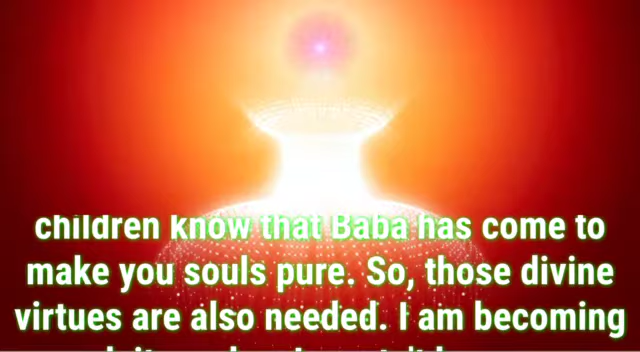 children know that Baba has come to
make you souls pure. So, those divine
virtues are also needed. I am becoming